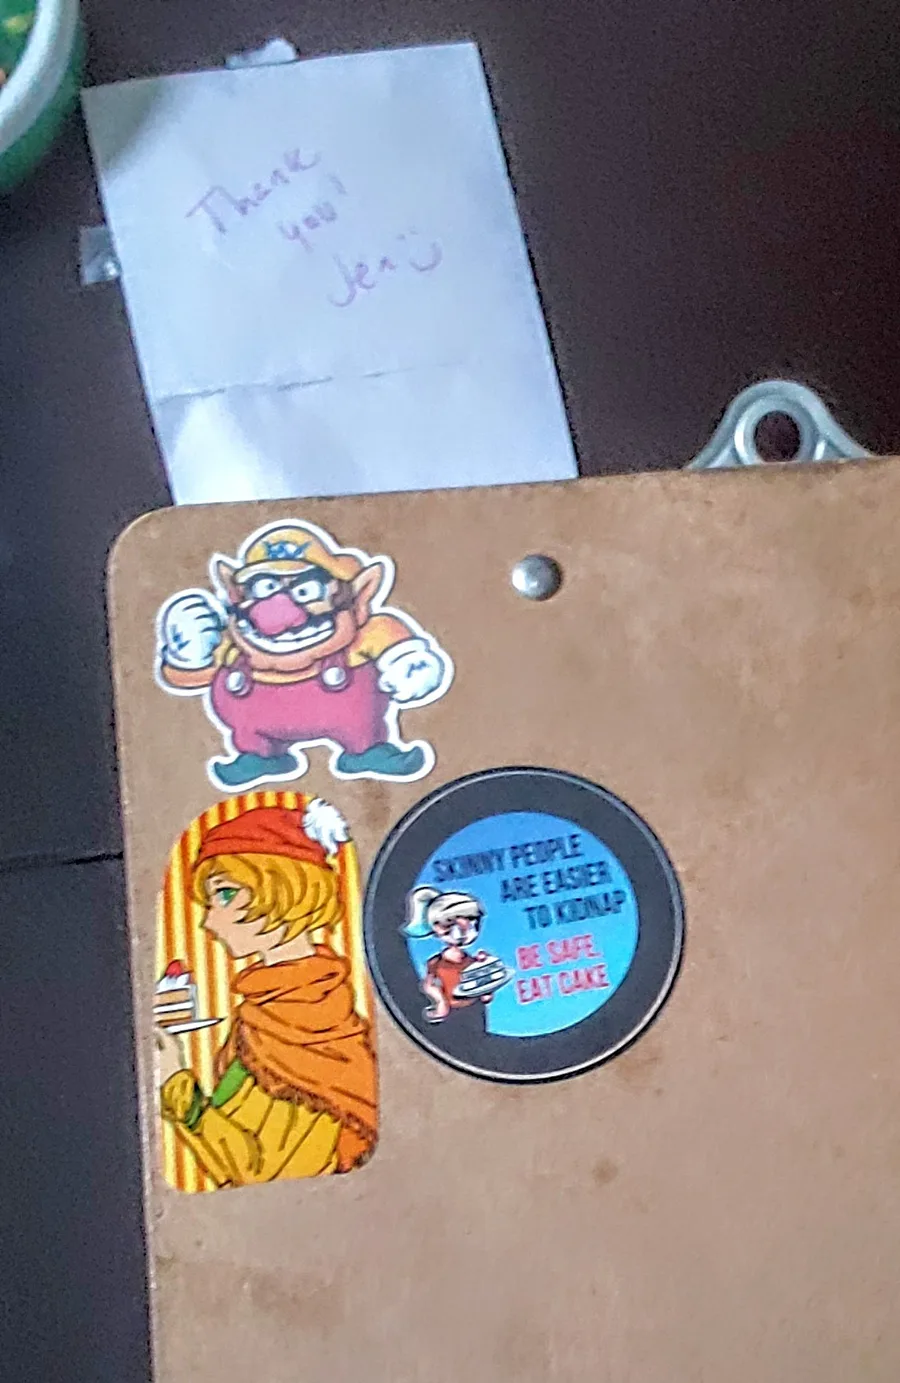 Thank
you!
Jen :)
SKINNY PEOPLE
ARE EASIER
TO KIDNAP
BE SAFE,
EAT CAKE